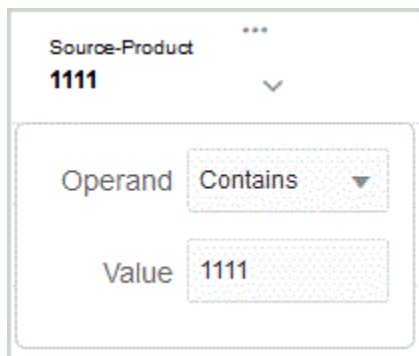 Source-Product
1111
Operand Contains
Value 1111